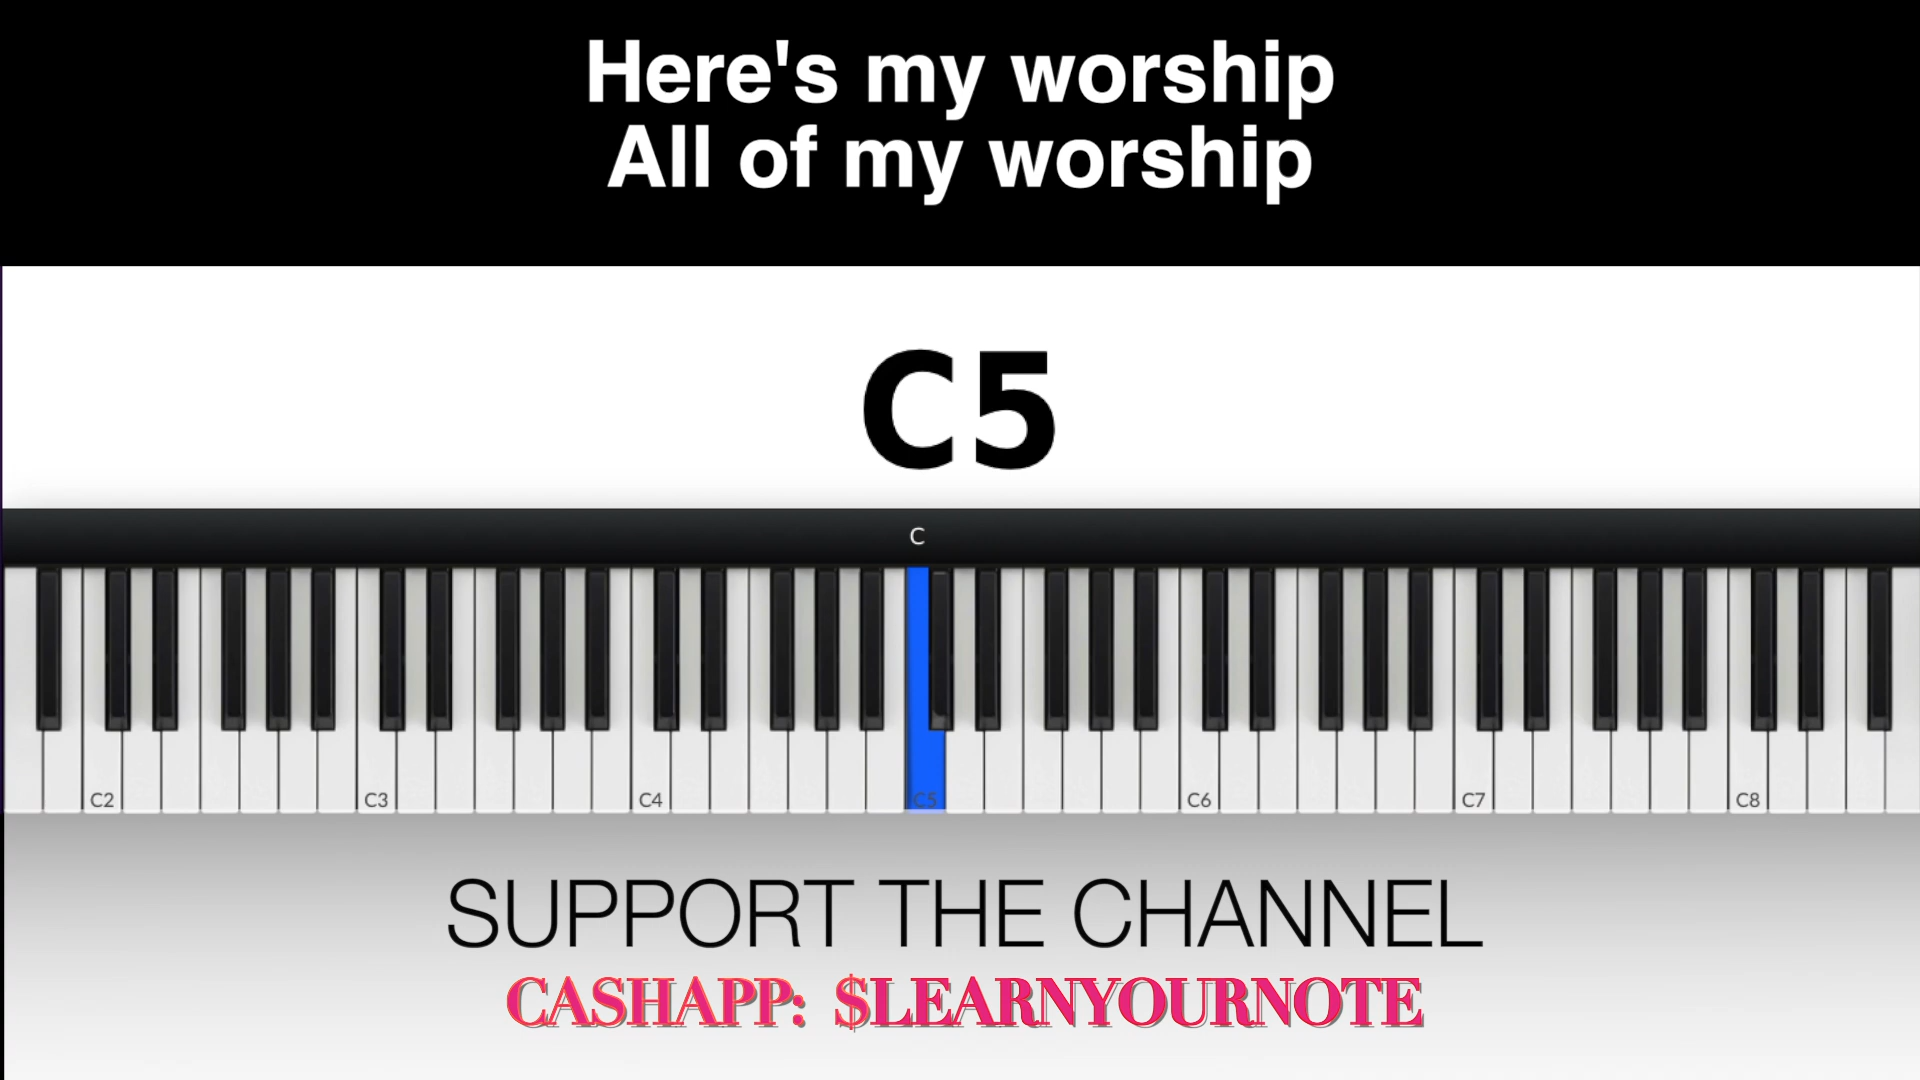 Here's my worship
All of my worship
C5
C
C2 C3 C4 C5 C6 C7 C8
SUPPORT THE CHANNEL
CASHAPP: $LEARNYOURNOTE